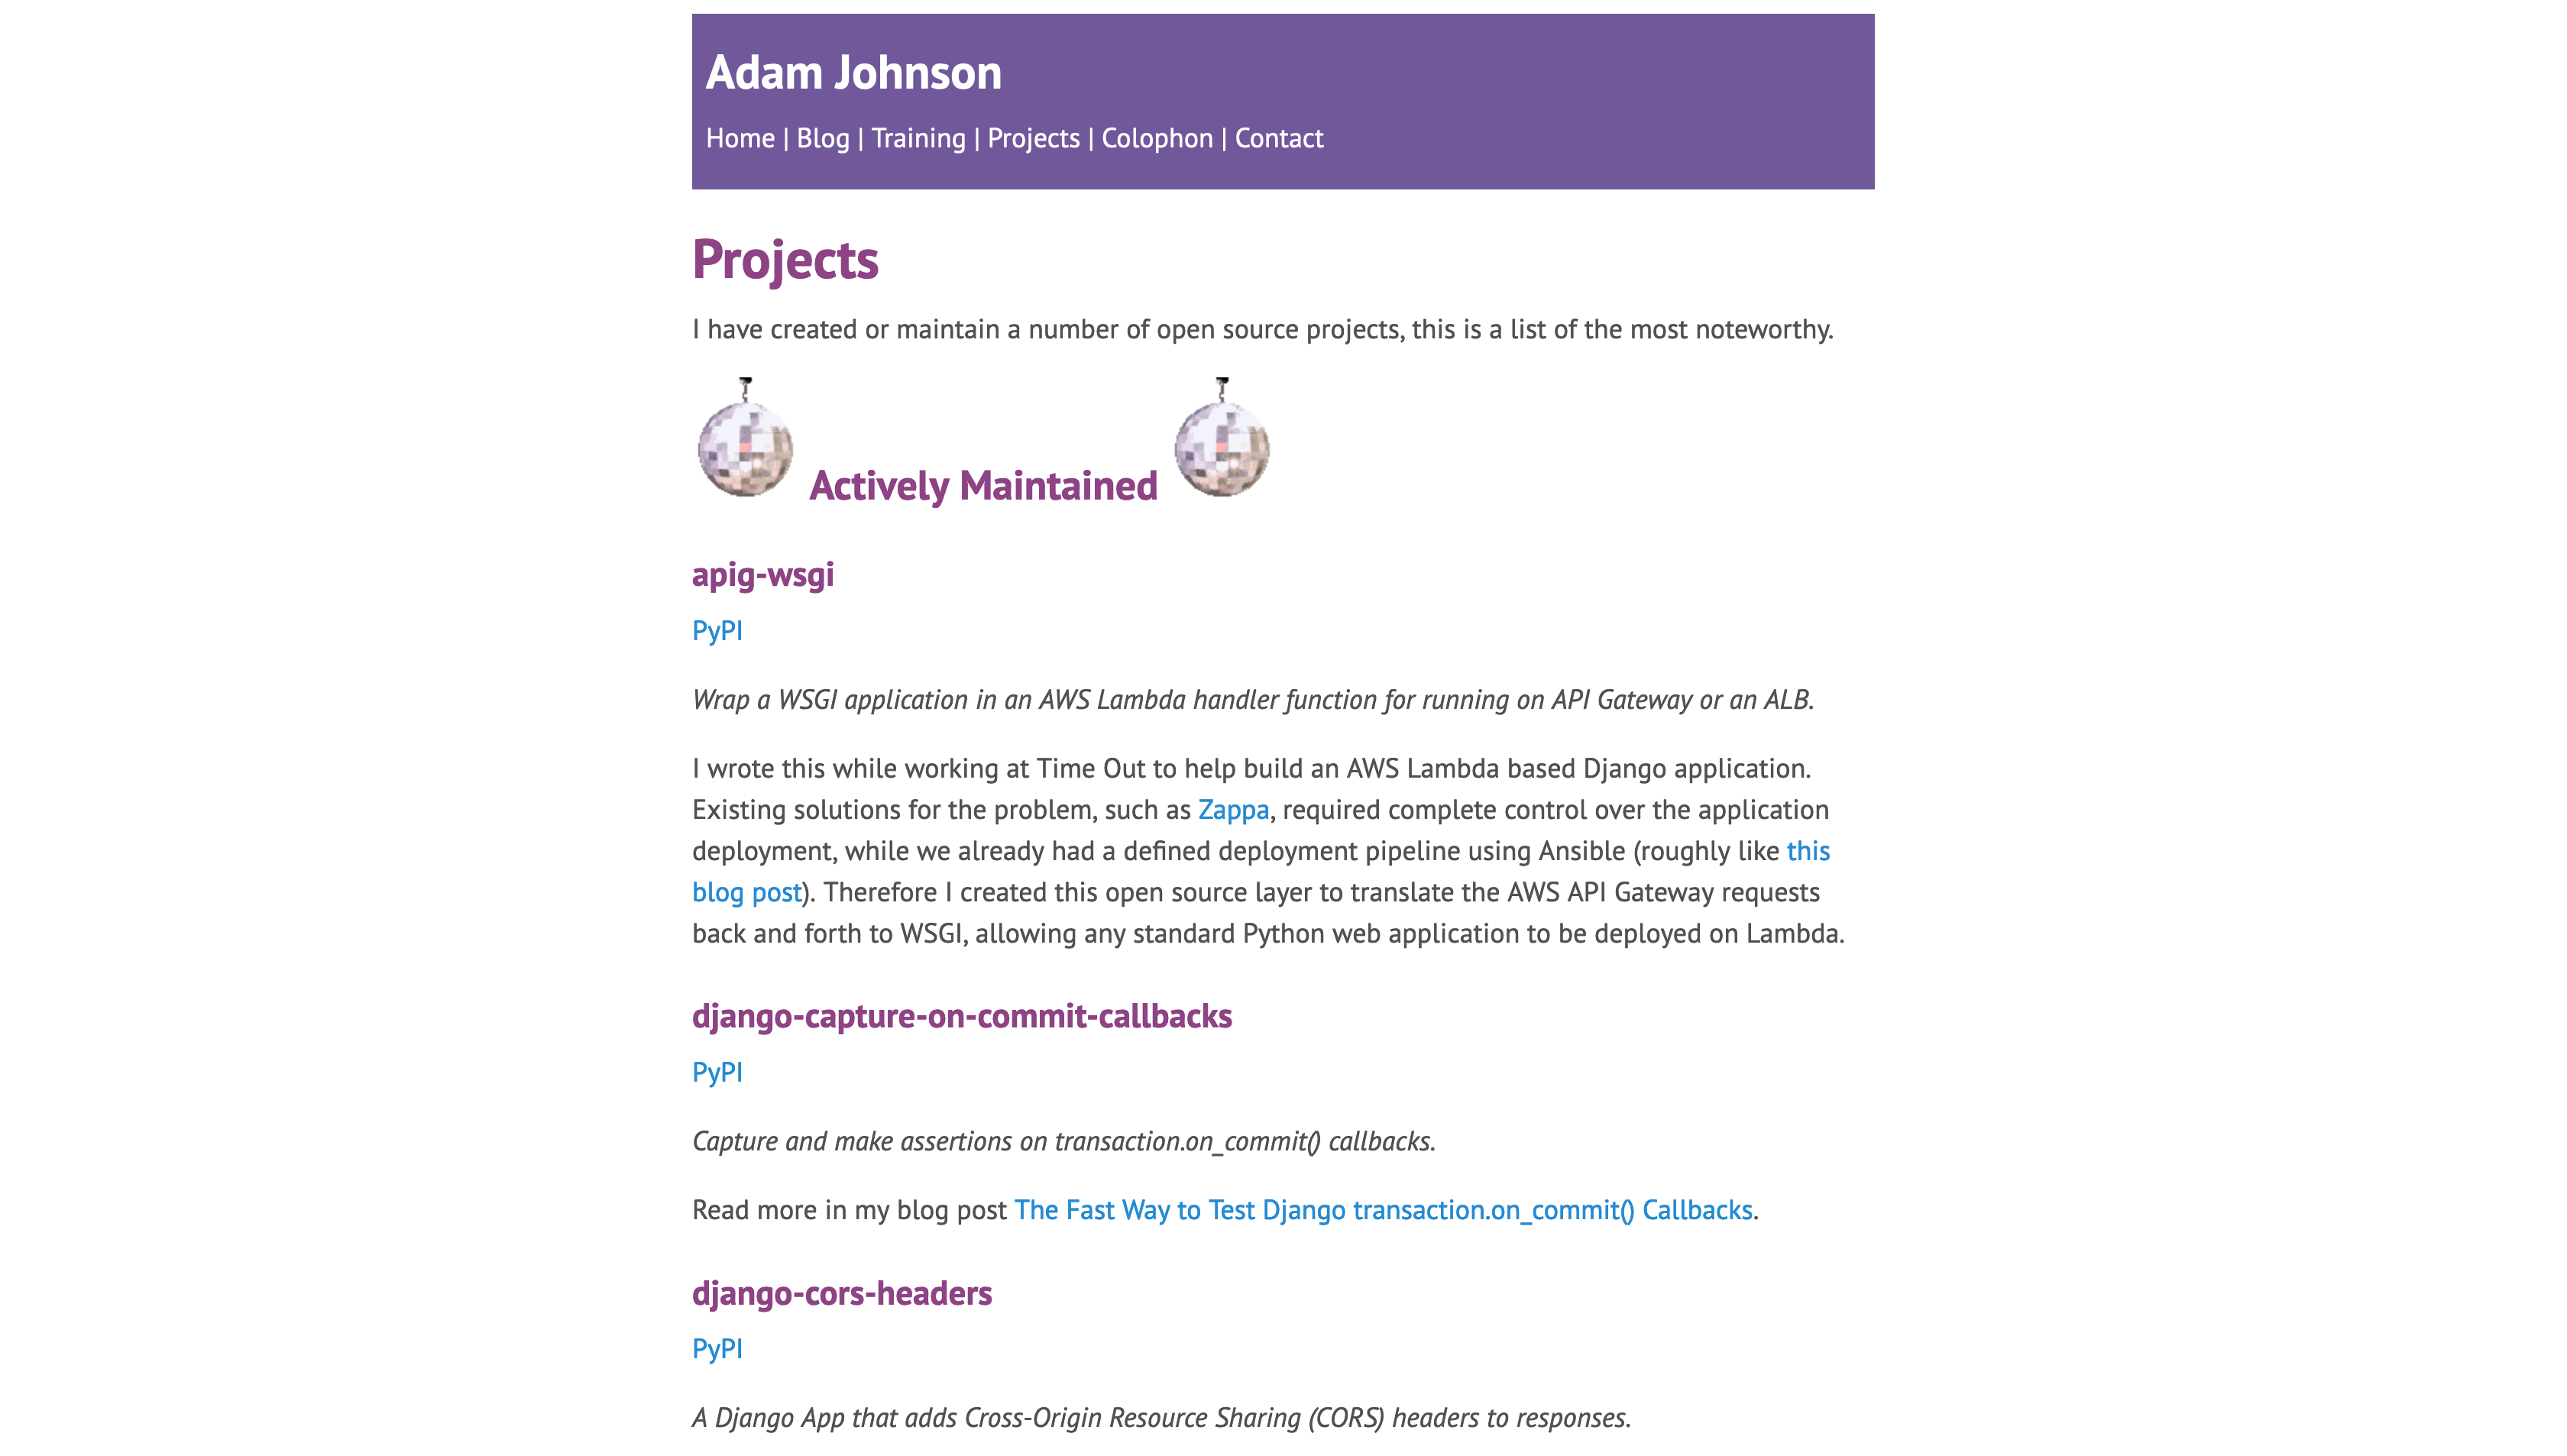 Adam Johnson
Home | Blog | Training | Projects | Colophon | Contact
Projects
I have created or maintain a number of open source projects, this is a list of the most noteworthy.
Actively Maintained
apig-wsgi
PyPI
Wrap a WSGI application in an AWS Lambda handler function for running on API Gateway or an ALB.
I wrote this while working at Time Out to help build an AWS Lambda based Django application.
Existing solutions for the problem, such as Zappa, required complete control over the application
deployment, while we already had a defined deployment pipeline using Ansible (roughly like this
blog post). Therefore I created this open source layer to translate the AWS API Gateway requests
back and forth to WSGI, allowing any standard Python web application to be deployed on Lambda.
django-capture-on-commit-callbacks
PyPI
Capture and make assertions on transaction.on_commit() callbacks.
Read more in my blog post The Fast Way to Test Django transaction.on_commit() Callbacks.
django-cors-headers
PyPI
A Django App that adds Cross-Origin Resource Sharing (CORS) headers to responses.